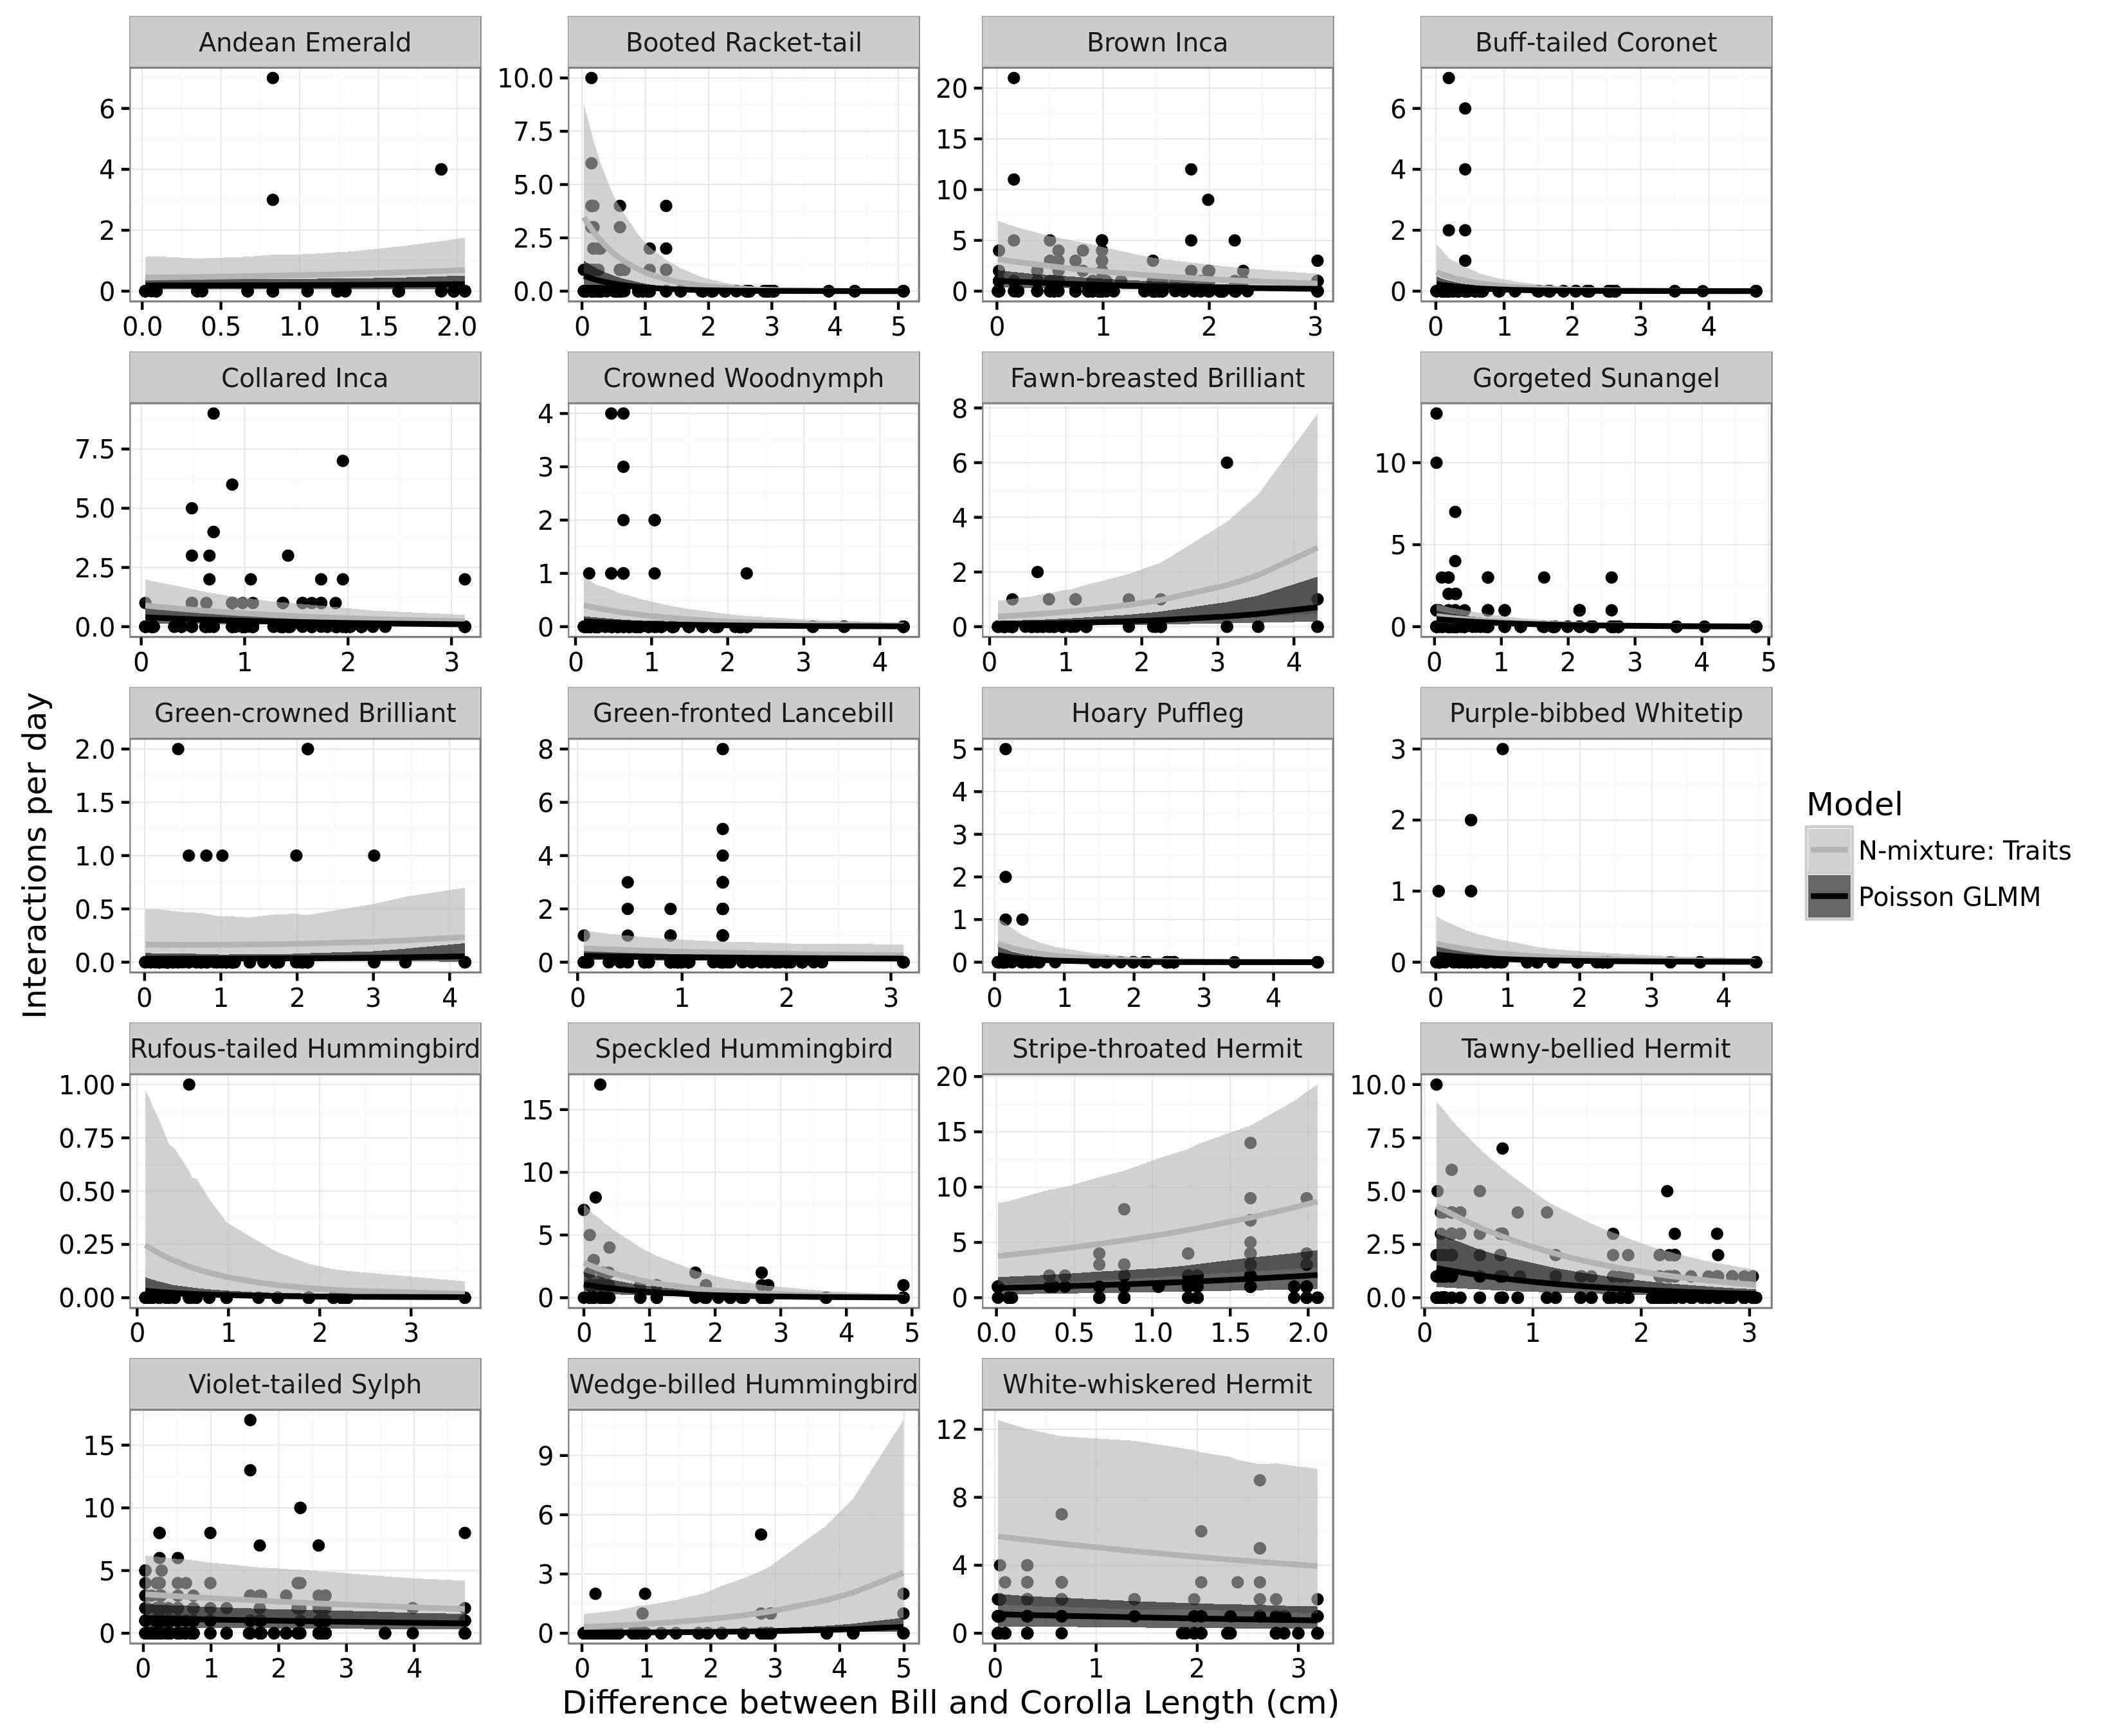 Andean Emerald
Booted Racket-tail
Brown Inca
Buff-tailed Coronet
6
4
2
0
0.0 0.5 1.0 1.5 2.0
10.0
7.5
5.0
2.5
0.0
0 1 2 3 4 5
20
15
10
5
0
0 1 2 3
6
4
2
0
0 1 2 3 4
Collared Inca
Crowned Woodnymph
Fawn-breasted Brilliant
Gorgeted Sunangel
7.5
5.0
2.5
0.0
0 1 2 3
4
3
2
1
0
0 1 2 3 4
8
6
4
2
0
0 1 2 3 4
10
5
0
0 1 2 3 4 5
Green-crowned Brilliant
Green-fronted Lancebill
Hoary Puffleg
Purple-bibbed Whitetip
2.0
1.5
1.0
0.5
0.0
0 1 2 3 4
8
6
4
2
0
0 1 2 3
5
4
3
2
1
0
0 1 2 3 4
3
2
1
0
0 1 2 3 4
Rufous-tailed Hummingbird
Speckled Hummingbird
Stripe-throated Hermit
Tawny-bellied Hermit
1.00
0.75
0.50
0.25
0.00
0 1 2 3
15
10
5
0
0 1 2 3 4 5
20
15
10
5
0
0.0 0.5 1.0 1.5 2.0
10.0
7.5
5.0
2.5
0.0
0 1 2 3
Violet-tailed Sylph
Wedge-billed Hummingbird
White-whiskered Hermit
15
10
5
0
0 1 2 3 4
9
6
3
0
0 1 2 3 4 5
12
8
4
0
0 1 2 3
Interactions per day
Difference between Bill and Corolla Length (cm)
Model
N-mixture: Traits
Poisson GLMM